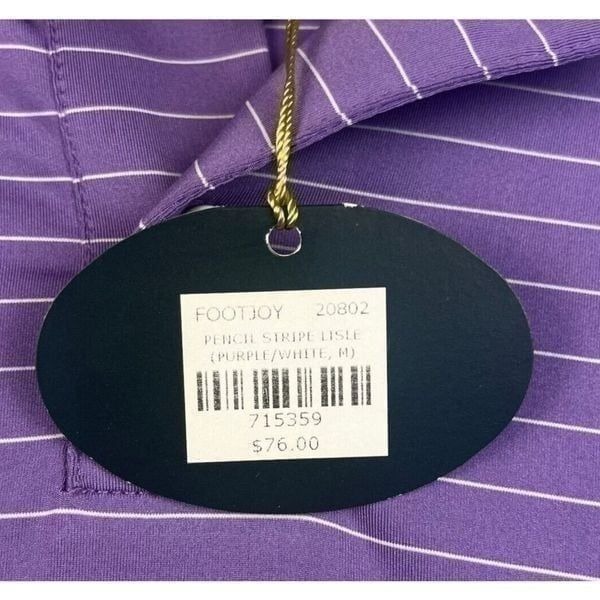 FOOTJOY 20802
PENCIL STRIPE LISLE
(PURPLE/WHITE, M)
715359
$76.00